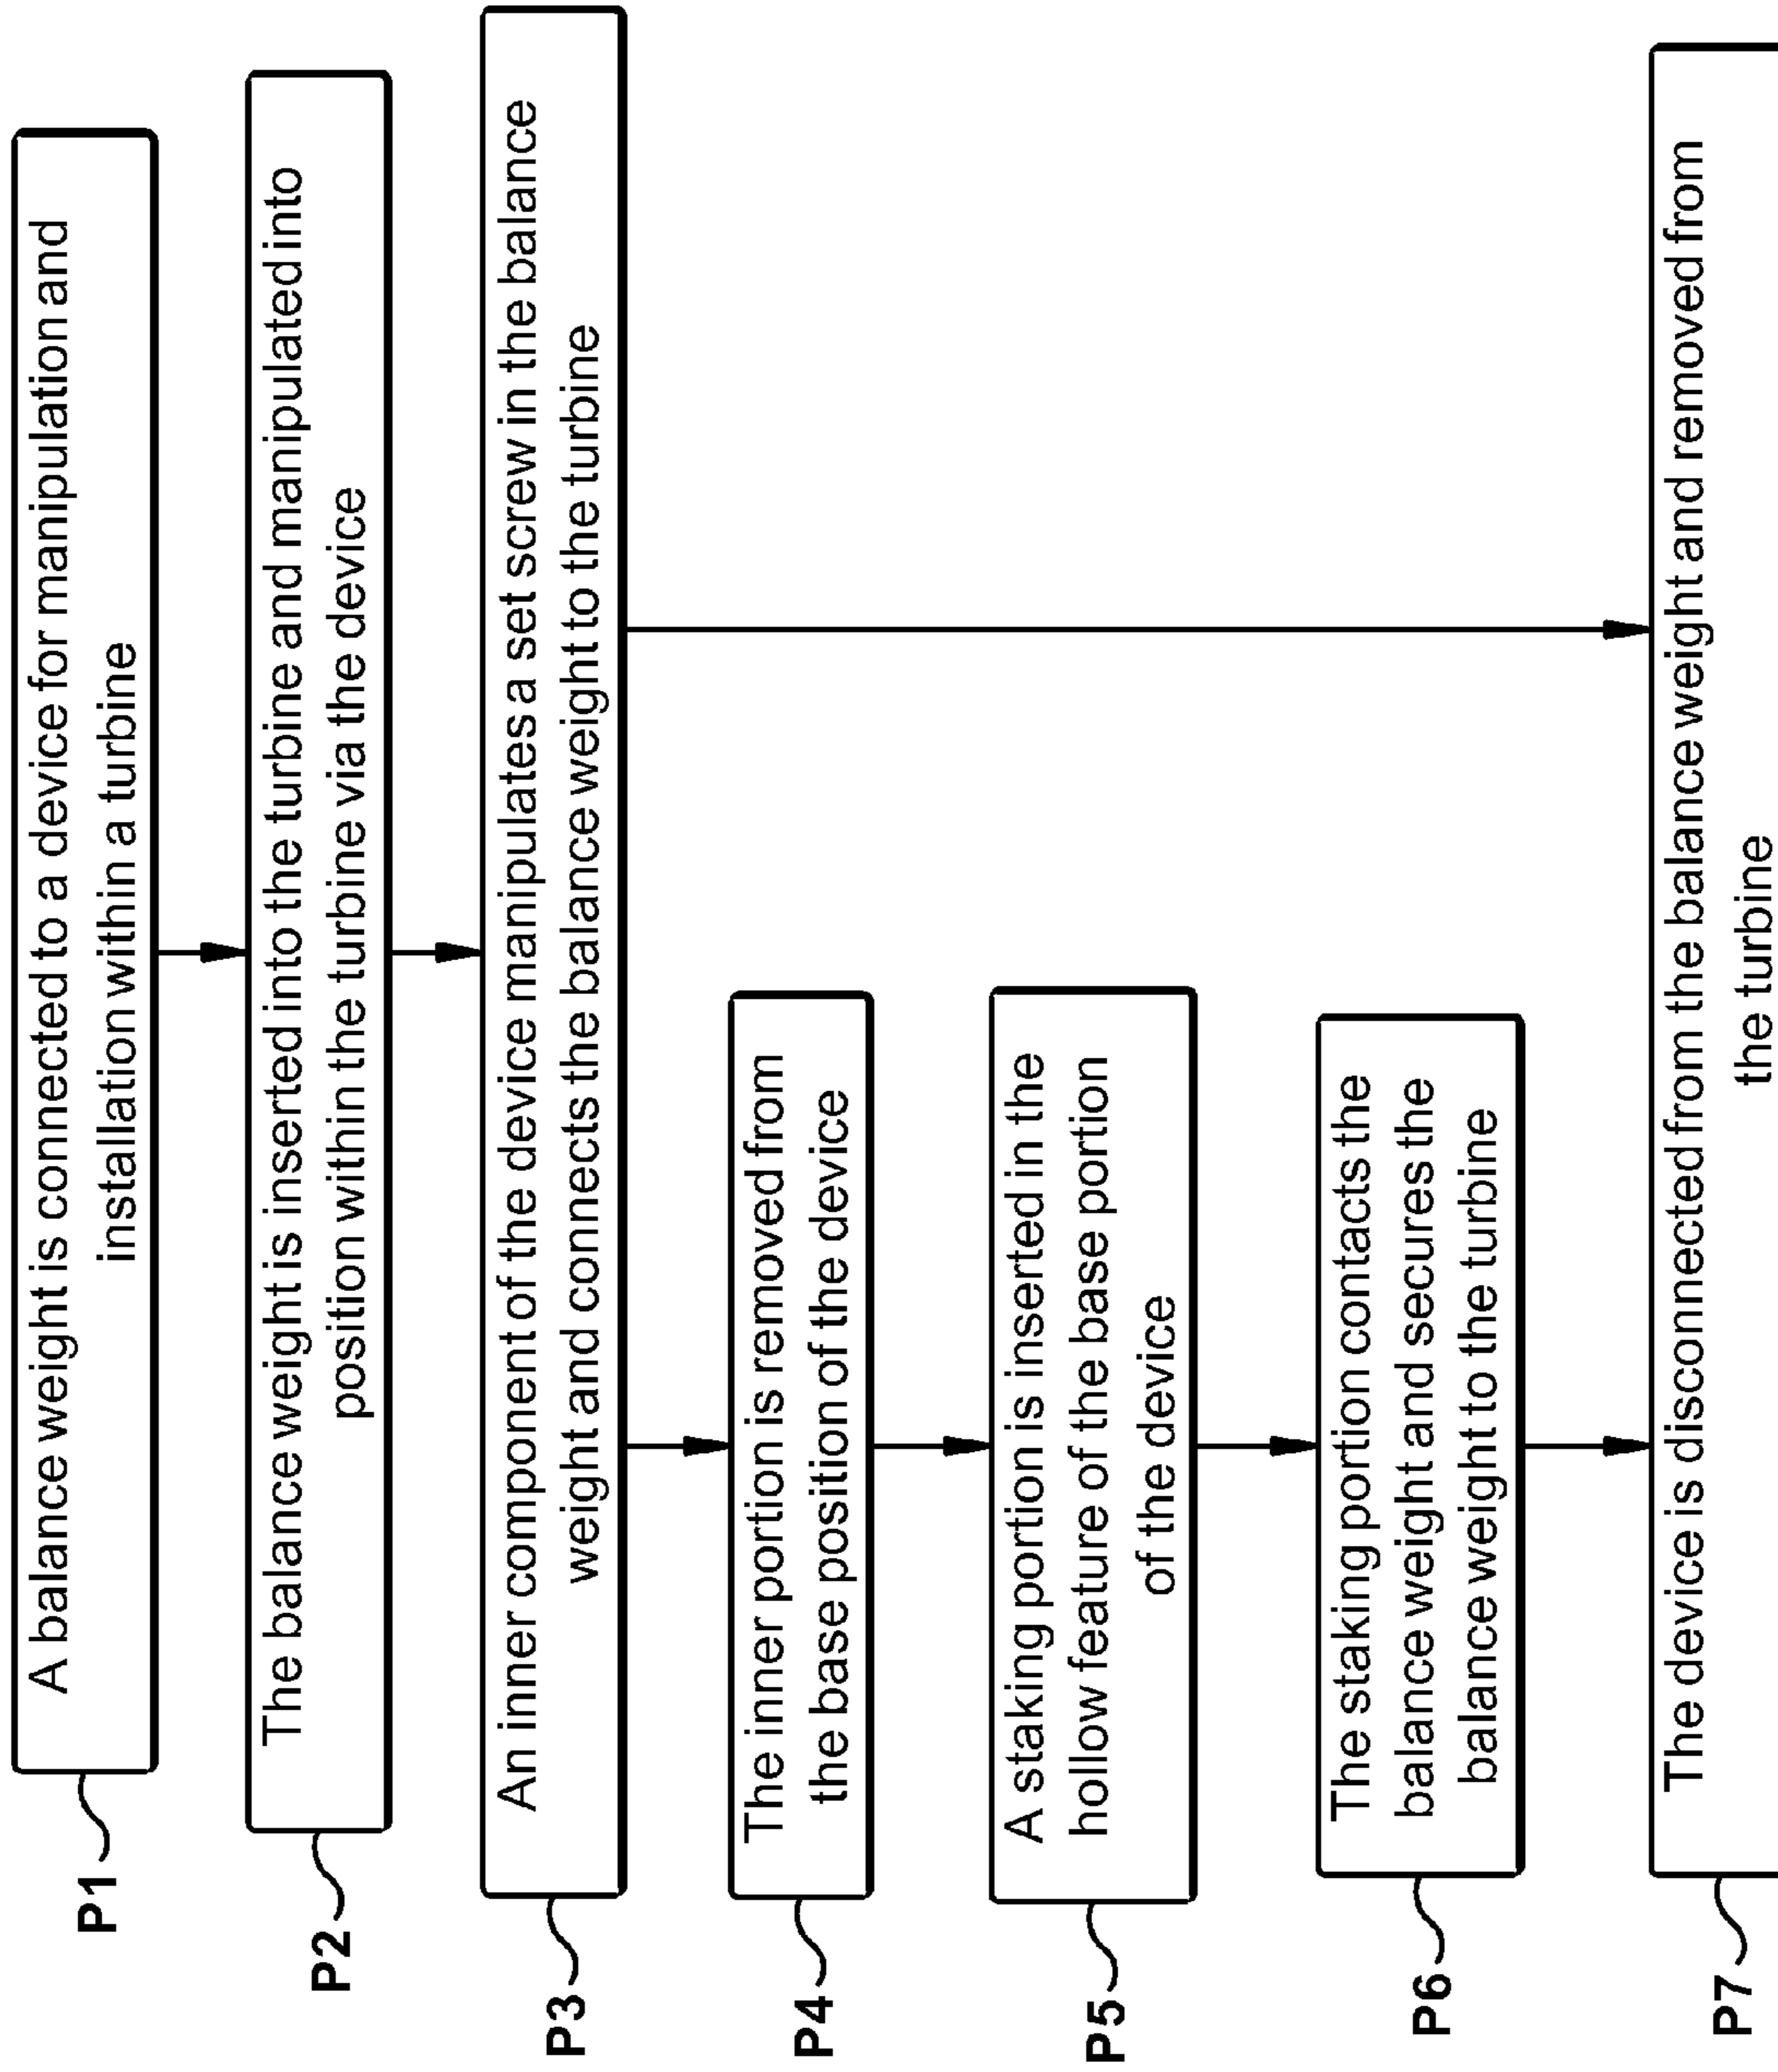 P1
A balance weight is connected to a device for manipulation and
installation within a turbine
P2
The balance weight is inserted into the turbine and manipulated into
position within the turbine via the device
P3
An inner component of the device manipulates a set screw in the balance
weight and connects the balance weight to the turbine
P4
The inner portion is removed from
the base position of the device
P5
A staking portion is inserted in the
hollow feature of the base portion
of the device
P6
The staking portion contacts the
balance weight and secures the
balance weight to the turbine
P7
The device is disconnected from the balance weight and removed from
the turbine